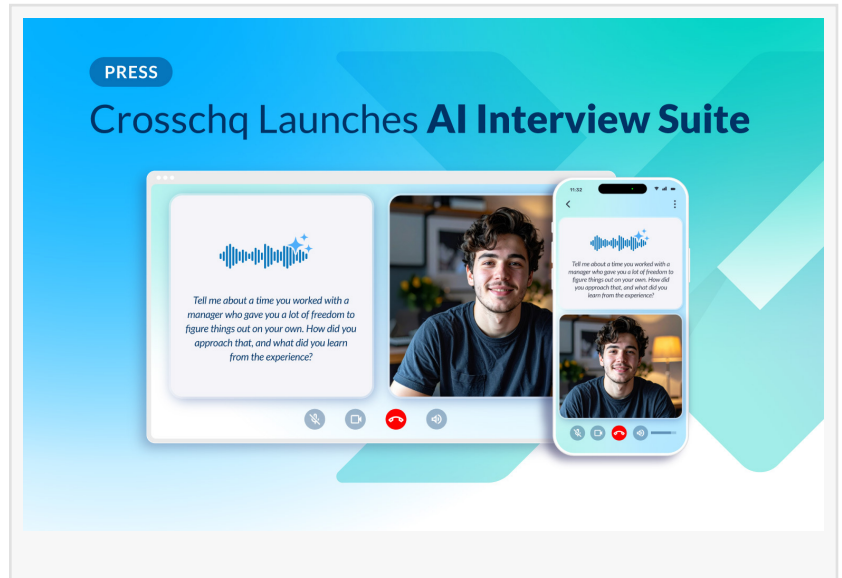 PRESS
Crosschq Launches AI Interview Suite
Tell me about a time you worked with a
manager who gave you a lot of freedom to
figure things out on your own. How did you
approach that, and what did you learn
from the experience?
11:32
Tell me about a time you worked with a
manager who gave you a lot of freedom to
figure things out on your own. How did
you approach that, and what did you
learn from the experience?